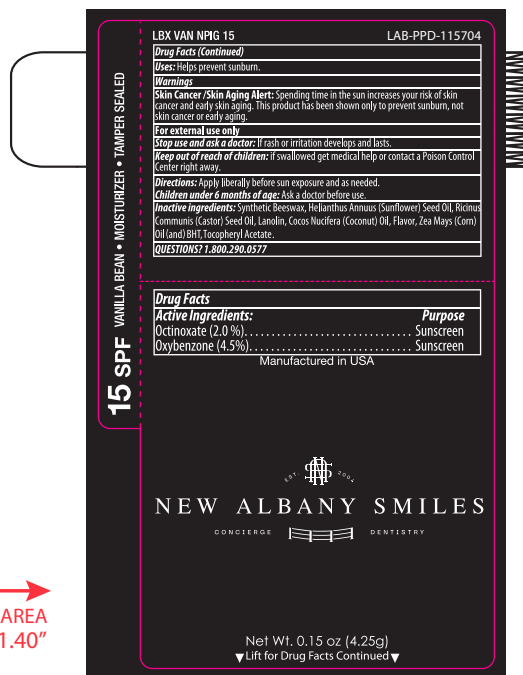 LBX VAN NPIG 15 LAB-PPD-115704
Drug Facts (Continued)
Uses: Helps prevent sunburn.
Warnings
Skin Cancer /Skin Aging Alert: Spending time in the sun increases your risk of skin
cancer and early skin aging. This product has been shown only to prevent sunburn, not
skin cancer or early aging.
For external use only
Stop use and ask a doctor: If rash or irritation develops and lasts.
Keep out of reach of children: if swallowed get medical help or contact a Poison Control
Center right away.
Directions: Apply liberally before sun exposure and as needed.
Children under 6 months of age: Ask a doctor before use.
Inactive ingredients: Synthetic Beeswax, Helianthus Annuus (Sunflower) Seed Oil, Ricinus
Communis (Castor) Seed Oil, Lanolin, Cocos Nucifera (Coconut) Oil, Flavor, Zea Mays (Corn)
Oil (and) BHT, Tocopheryl Acetate.
QUESTIONS? 1.800.290.0577
15 SPF VANILLA BEAN • MOISTURIZER • TAMPER SEALED
Drug Facts
Active Ingredients: Purpose
Octinoxate (2.0 %)............................. Sunscreen
Oxybenzone (4.5%)............................ Sunscreen
Manufactured in USA
EST. NAS 2004
NEW ALBANY SMILES
CONCIERGE DENTISTRY
AREA
1.40”
Net Wt. 0.15 oz (4.25g)
▼Lift for Drug Facts Continued▼